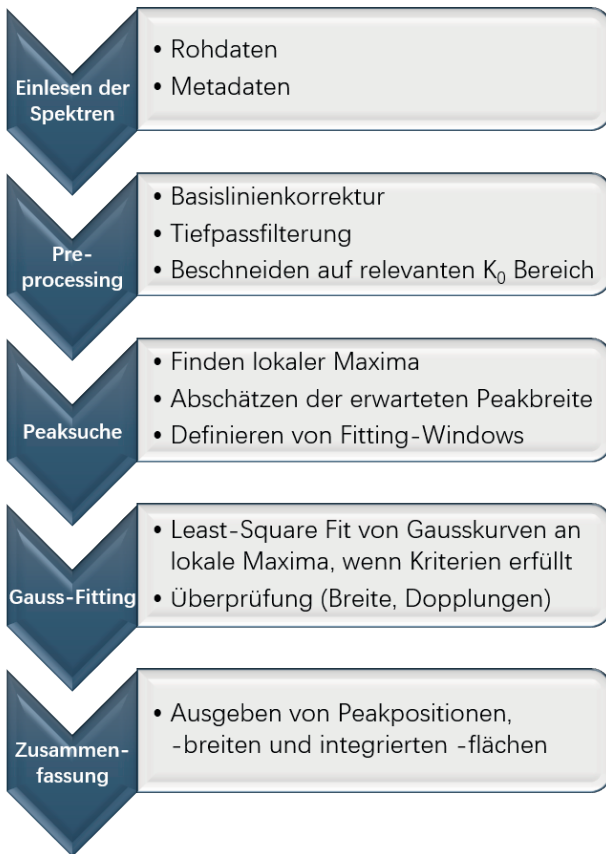 Einlesen der
Spektren
• Rohdaten
• Metadaten
Pre-
processing
• Basislinienkorrektur
• Tiefpassfilterung
• Beschneiden auf relevanten K₀ Bereich
Peaksuche
• Finden lokaler Maxima
• Abschätzen der erwarteten Peakbreite
• Definieren von Fitting-Windows
Gauss-Fitting
• Least-Square Fit von Gausskurven an
lokale Maxima, wenn Kriterien erfüllt
• Überprüfung (Breite, Dopplungen)
Zusammen-
fassung
• Ausgeben von Peakpositionen,
-breiten und integrierten -flächen